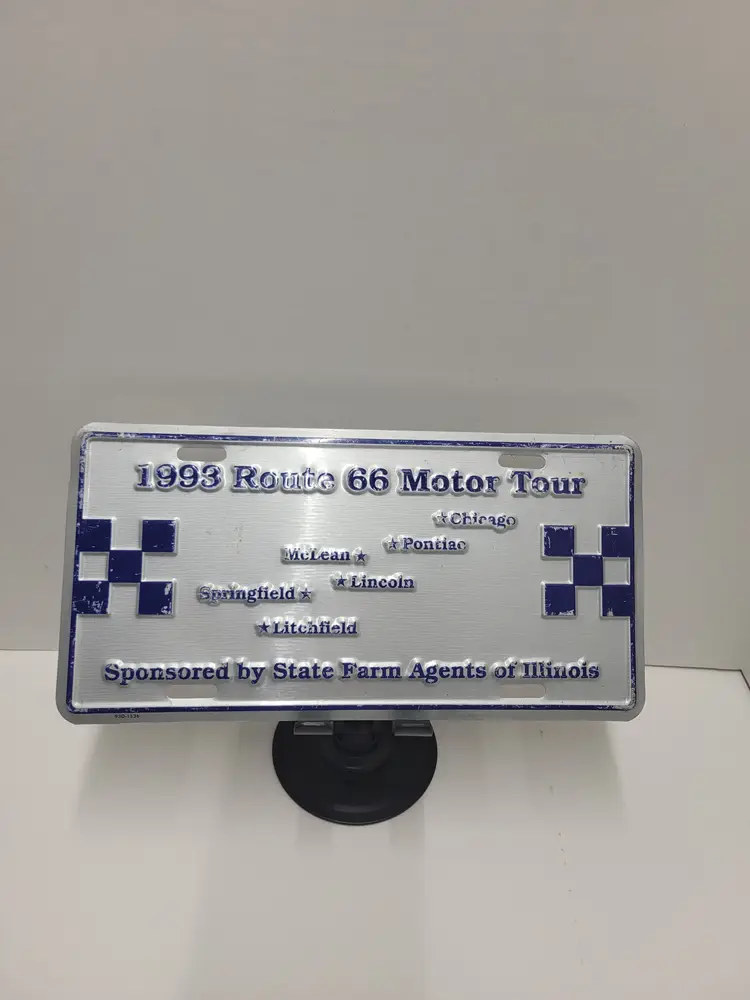 1993 Route 66 Motor Tour
☆Chicago
☆Pontiac
McLean☆
☆Lincoln
Springfield☆
☆Litchfield
Sponsored by State Farm Agents of Illinois